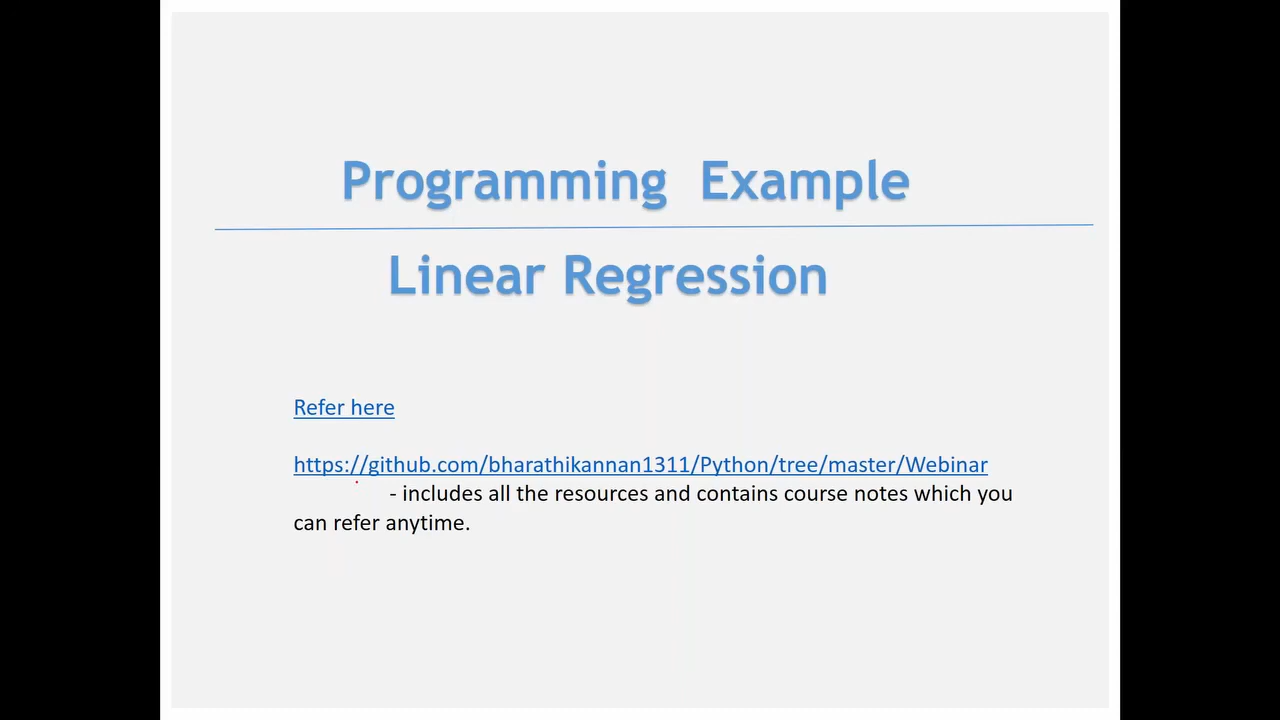 Programming Example
Linear Regression
Refer here
https://github.com/bharathikannan1311/Python/tree/master/Webinar
- includes all the resources and contains course notes which you
can refer anytime.